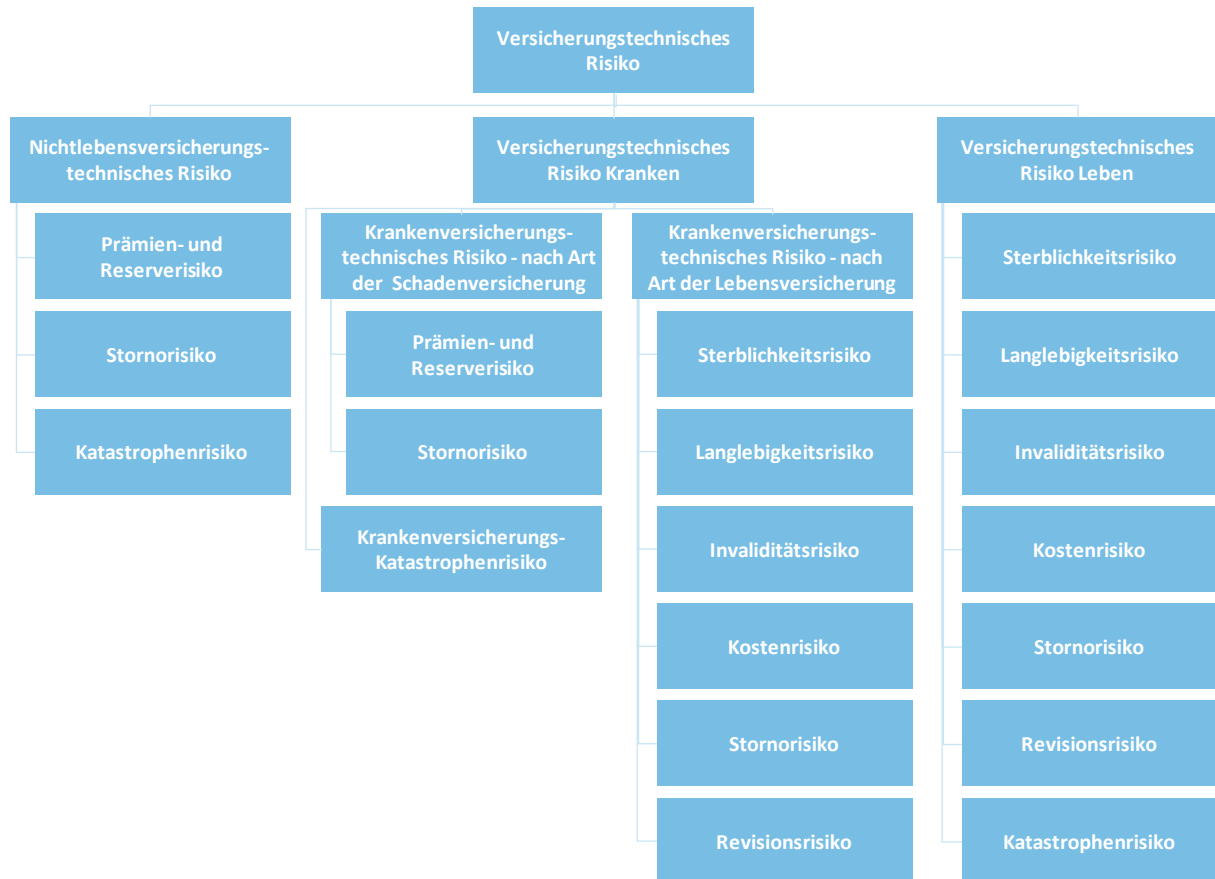 Versicherungstechnisches
Risiko
Nichtlebensversicherungs-
technisches Risiko
Prämien- und
Reserverisiko
Stornorisiko
Katastrophenrisiko
Versicherungstechnisches
Risiko Kranken
Krankenversicherungs-
technisches Risiko - nach Art
der Schadenversicherung
Prämien- und
Reserverisiko
Stornorisiko
Krankenversicherungs-
Katastrophenrisiko
Krankenversicherungs-
technisches Risiko - nach
Art der Lebensversicherung
Sterblichkeitsrisiko
Langlebigkeitsrisiko
Invaliditätsrisiko
Kostenrisiko
Stornorisiko
Revisionsrisiko
Versicherungstechnisches
Risiko Leben
Sterblichkeitsrisiko
Langlebigkeitsrisiko
Invaliditätsrisiko
Kostenrisiko
Stornorisiko
Revisionsrisiko
Katastrophenrisiko